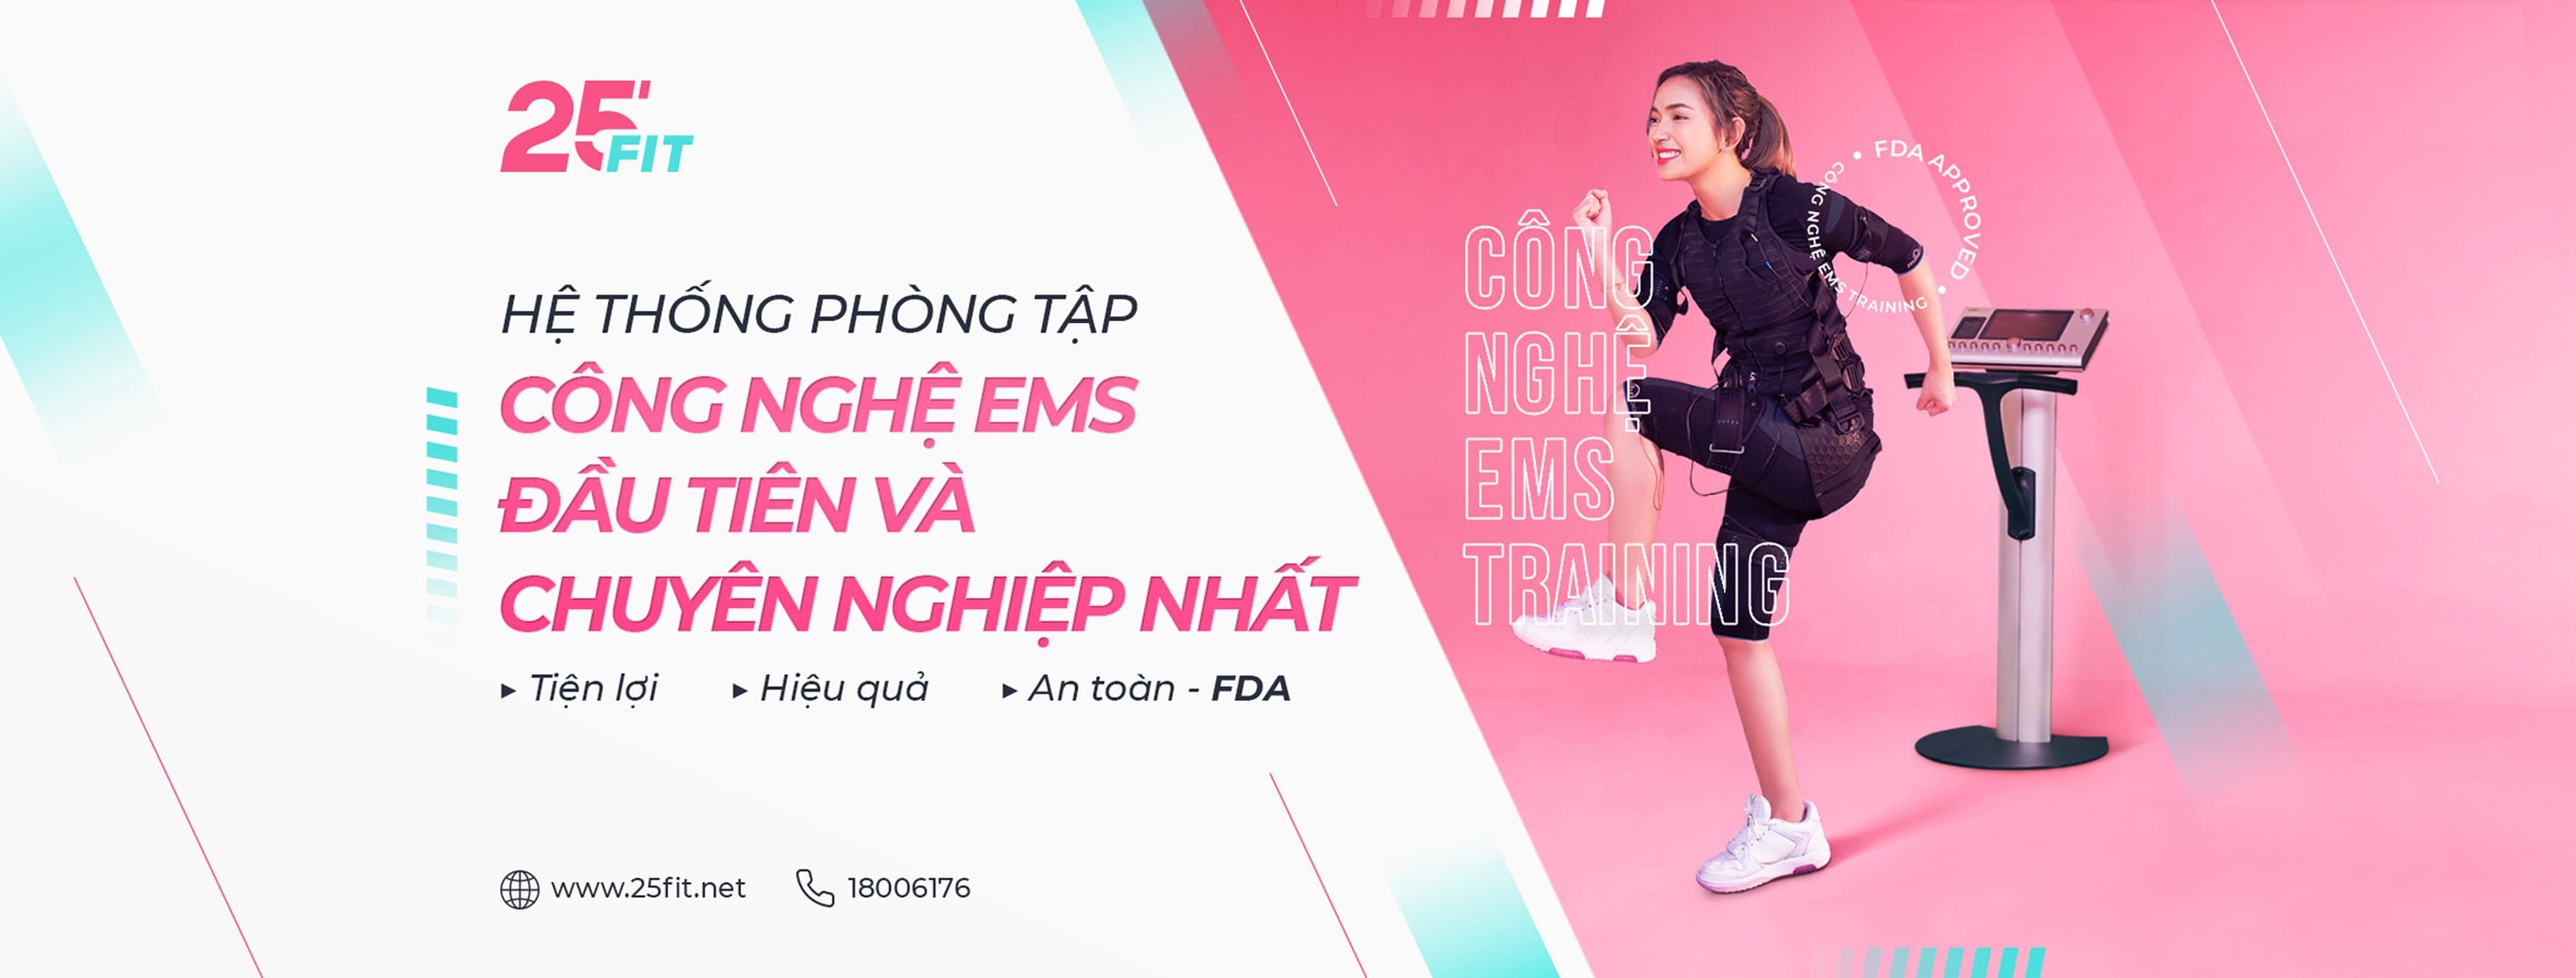 25'FIT
HỆ THỐNG PHÒNG TẬP
CÔNG NGHỆ EMS
ĐẦU TIÊN VÀ
CHUYÊN NGHIỆP NHẤT
▸ Tiện lợi ▸ Hiệu quả ▸ An toàn - FDA
www.25fit.net 18006176
CÔNG
NGHỆ
EMS
TRAINING
• FDA APPROVED •
CÔNG NGHỆ EMS TRAINING